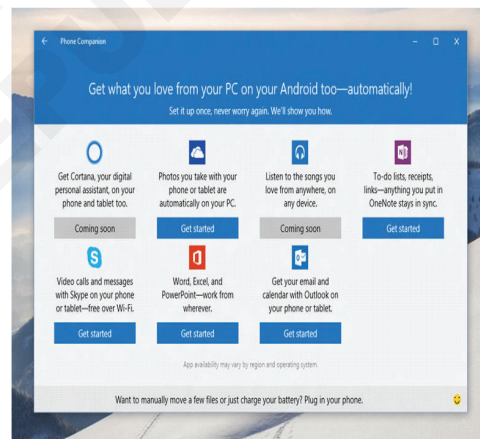 Phone Companion
Get what you love from your PC on your Android too—automatically!
Set it up once, never worry again. We'll show you how.
Get Cortana, your digital
personal assistant, on your
phone and tablet too.
Coming soon
Photos you take with your
phone or tablet are
automatically on your PC.
Get started
Listen to the songs you
love from anywhere, on
any device.
Coming soon
To-do lists, receipts,
links—anything you put in
OneNote stays in sync.
Get started
Video calls and messages
with Skype on your phone
or tablet—free over Wi-Fi.
Get started
Word, Excel, and
PowerPoint—work from
wherever.
Get started
Get your email and
calendar with Outlook on
your phone or tablet.
Get started
App availability may vary by region and operating system.
Want to manually move a few files or just charge your battery? Plug in your phone.